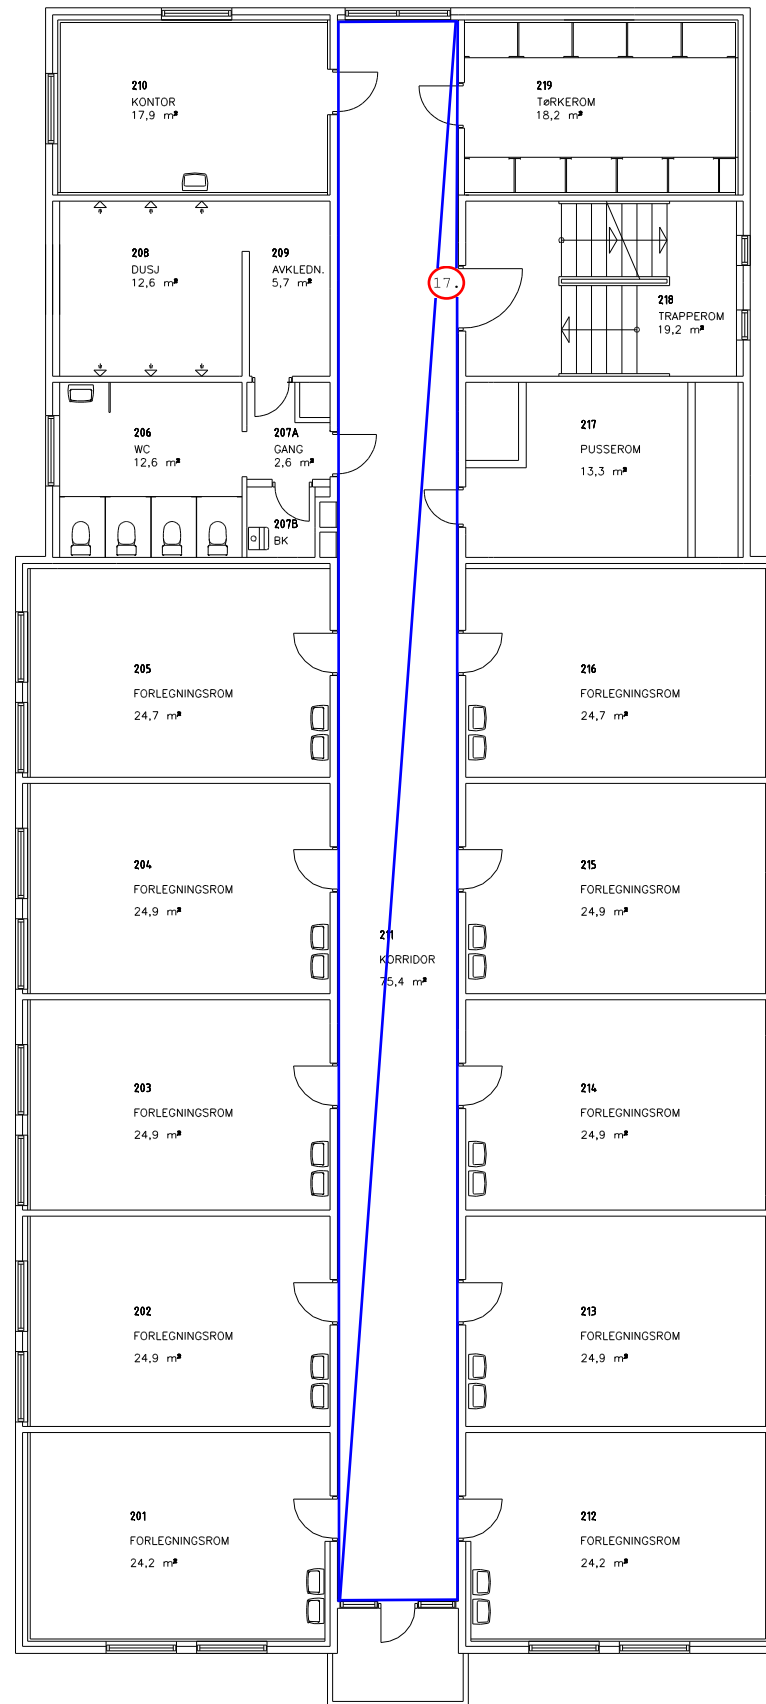 210
KONTOR
17,9 m²
219
TØRKEROM
18,2 m²
208
DUSJ
12,6 m²
209
AVKLEDN.
5,7 m²
17.
218
TRAPPEROM
19,2 m²
206
WC
12,6 m²
207A
GANG
2,6 m²
217
PUSSEROM
13,3 m²
207B
BK
205
FORLEGNINGSROM
24,7 m²
216
FORLEGNINGSROM
24,7 m²
204
FORLEGNINGSROM
24,9 m²
215
FORLEGNINGSROM
24,9 m²
211
KORRIDOR
75,4 m²
203
FORLEGNINGSROM
24,9 m²
214
FORLEGNINGSROM
24,9 m²
202
FORLEGNINGSROM
24,9 m²
213
FORLEGNINGSROM
24,9 m²
201
FORLEGNINGSROM
24,2 m²
212
FORLEGNINGSROM
24,2 m²